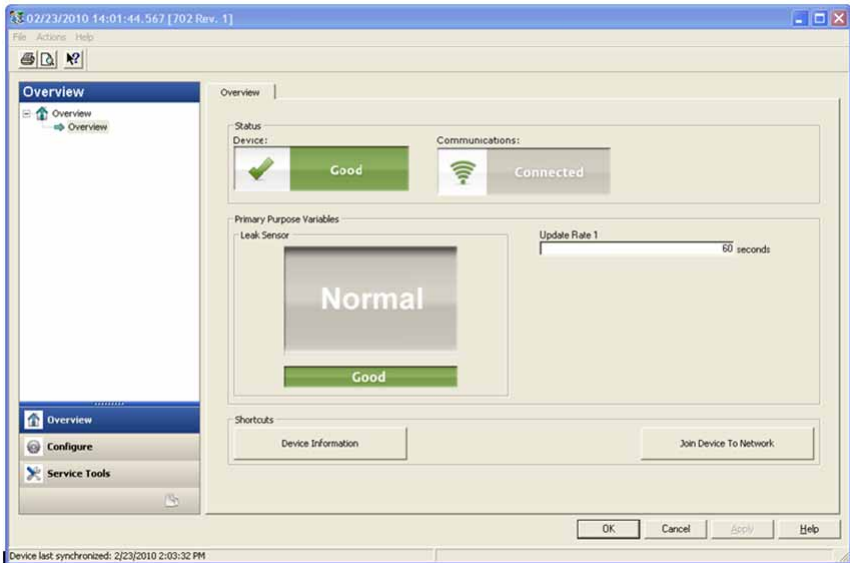 02/23/2010 14:01:44.567 [702 Rev. 1]
File Actions Help
Overview
Overview
Overview
Overview
Configure
Service Tools
Overview
Status
Device:
Good
Communications:
Connected
Primary Purpose Variables
Leak Sensor
Normal
Good
Update Rate 1
60 seconds
Shortcuts
Device Information
Join Device To Network
OK Cancel Apply Help
Device last synchronized: 2/23/2010 2:03:32 PM